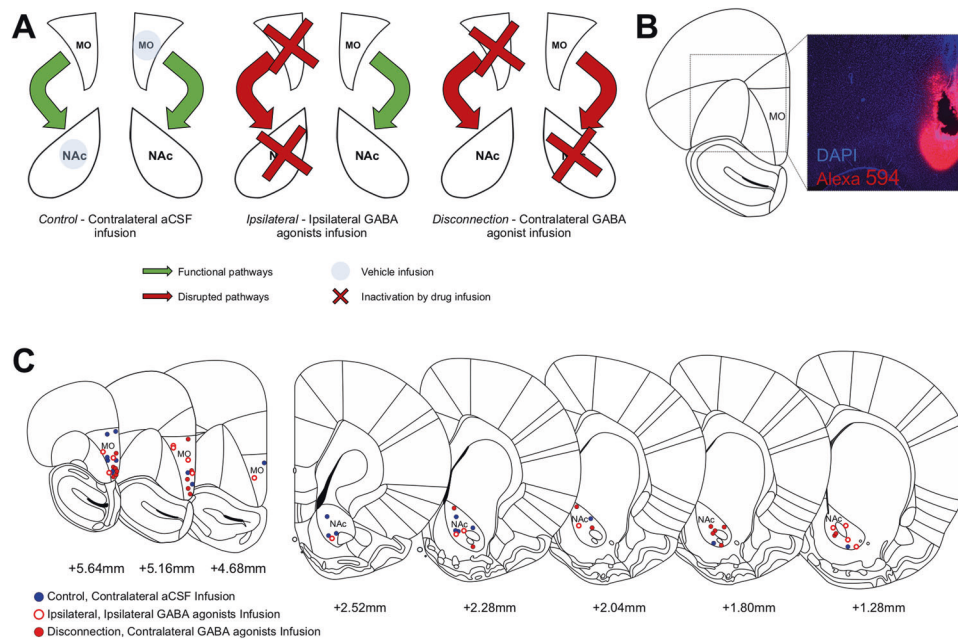 A
MO
MO
MO
MO
MO
NAc
NAc
NAc
NAc
Control - Contralateral aCSF
infusion
Ipsilateral - Ipsilateral GABA
agonists infusion
Disconnection - Contralateral GABA
agonist infusion
Functional pathways
Disrupted pathways
Vehicle infusion
Inactivation by drug infusion
B
MO
DAPI
Alexa 594
C
MO
MO
MO
+5.64mm
+5.16mm
+4.68mm
NAc
NAc
NAc
NAc
NAc
+2.52mm
+2.28mm
+2.04mm
+1.80mm
+1.28mm
Control, Contralateral aCSF Infusion
Ipsilateral, Ipsilateral GABA agonists Infusion
Disconnection, Contralateral GABA agonists Infusion